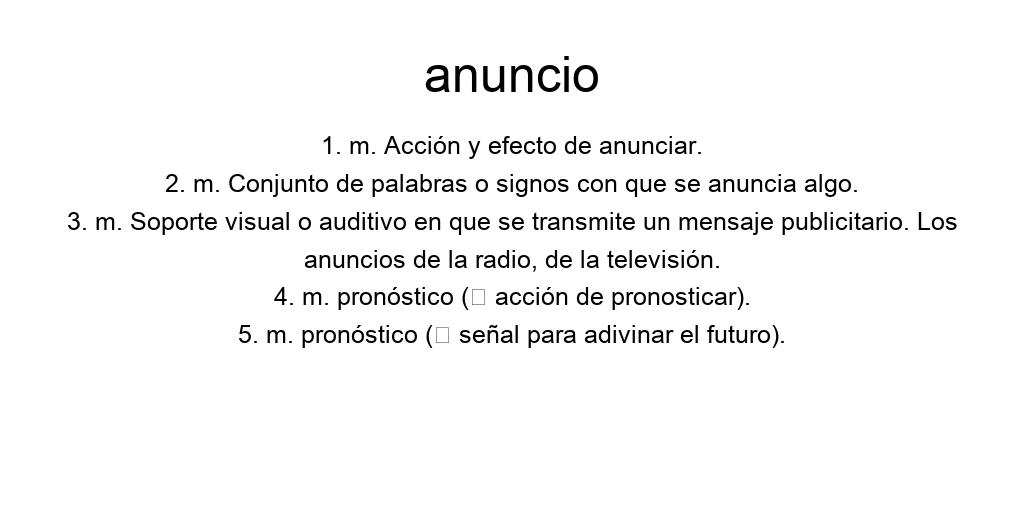 anuncio
1. m. Acción y efecto de anunciar.
2. m. Conjunto de palabras o signos con que se anuncia algo.
3. m. Soporte visual o auditivo en que se transmite un mensaje publicitario. Los
anuncios de la radio, de la televisión.
4. m. pronóstico (□ acción de pronosticar).
5. m. pronóstico (□ señal para adivinar el futuro).